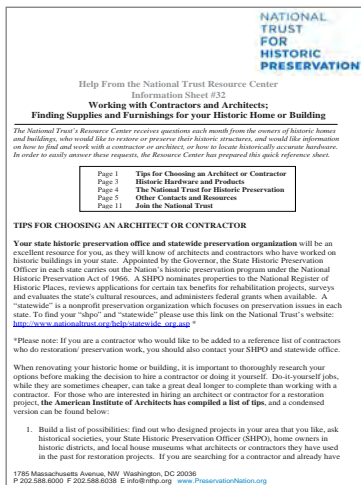 NATIONAL
TRUST
FOR
HISTORIC
PRESERVATION
Help From the National Trust Resource Center
Information Sheet #32
Working with Contractors and Architects;
Finding Supplies and Furnishings for your Historic Home or Building
The National Trust's Resource Center receives questions each month from the owners of historic homes
and buildings, who would like to restore or preserve their historic structures, and would like information
on how to find and work with a contractor or architect, or how to locate historically accurate hardware.
In order to easily answer these requests, the Resource Center has prepared this quick reference sheet.
Page 1 Tips for Choosing an Architect or Contractor
Page 3 Historic Hardware and Products
Page 4 The National Trust for Historic Preservation
Page 5 Other Contacts and Resources
Page 11 Join the National Trust
TIPS FOR CHOOSING AN ARCHITECT OR CONTRACTOR
Your state historic preservation office and statewide preservation organization will be an
excellent resource for you, as they will know of architects and contractors who have worked on
historic buildings in your state. Appointed by the Governor, the State Historic Preservation
Officer in each state carries out the Nation's historic preservation program under the National
Historic Preservation Act of 1966. A SHPO nominates properties to the National Register of
Historic Places, reviews applications for certain tax benefits for rehabilitation projects, surveys
and evaluates the state's cultural resources, and administers federal grants when available. A
"statewide" is a nonprofit preservation organization which focuses on preservation issues in each
state. To find your "shpo" and "statewide" please use this link on the National Trust's website:
http://www.nationaltrust.org/help/statewide_org.asp *
*Please note: If you are a contractor who would like to be added to a reference list of contractors
who do restoration/ preservation work, you should also contact your SHPO and statewide office.
When renovating your historic home or building, it is important to thoroughly research your
options before making the decision to hire a contractor or doing it yourself. Do-it-yourself jobs,
while they are sometimes cheaper, can take a great deal longer to complete than working with a
contractor. For those who are interested in hiring an architect or contractor for a restoration
project, the American Institute of Architects has compiled a list of tips, and a condensed
version can be found below:
1. Build a list of possibilities: find out who designed projects in your area that you like, ask
historical societies, your local State Historic Preservation Officer (SHPO), home owners in
historic districts, and local house museums what architects or contractors they have used
in the past for restoration projects. If you are searching for a contractor and already have
1785 Massachusetts Avenue, NW Washington, DC 20036
P 202.588.6000 F 202.588.6038 E info@nthp.org www.PreservationNation.org